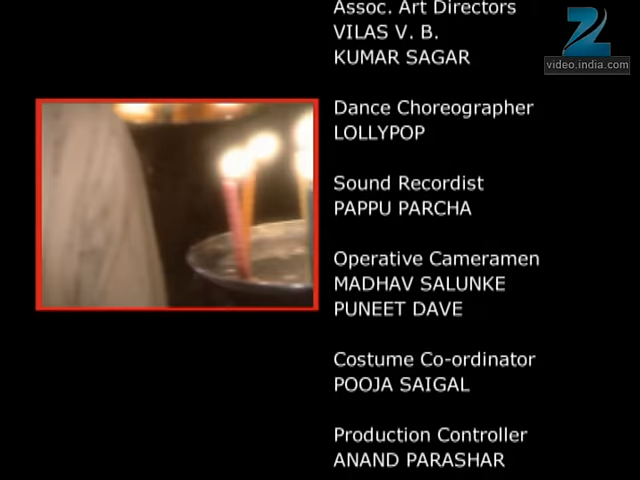 Assoc. Art Directors
VILAS V. B.
KUMAR SAGAR
video.india.com
Dance Choreographer
LOLLYPOP
Sound Recordist
PAPPU PARCHA
Operative Cameramen
MADHAV SALUNKE
PUNEET DAVE
Costume Co-ordinator
POOJA SAIGAL
Production Controller
ANAND PARASHAR